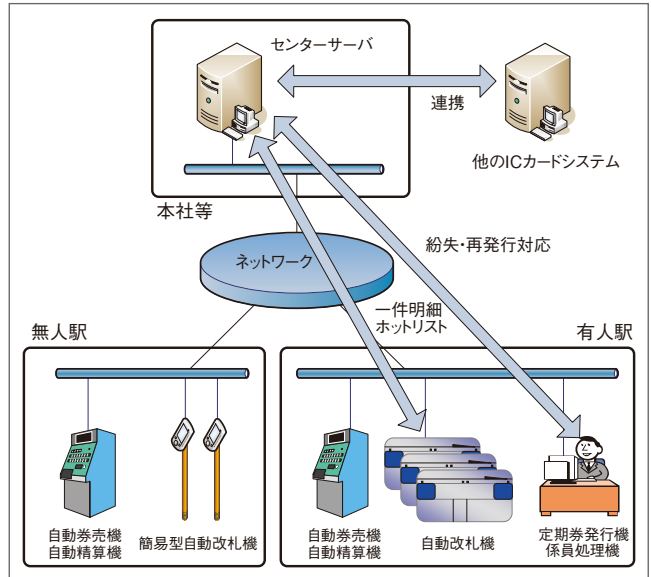 センターサーバ
連携
他のICカードシステム
本社等
紛失・再発行対応
ネットワーク
一件明細
ホットリスト
無人駅
有人駅
自動券売機
自動精算機
簡易型自動改札機
自動券売機
自動精算機
自動改札機
定期券発行機
係員処理機